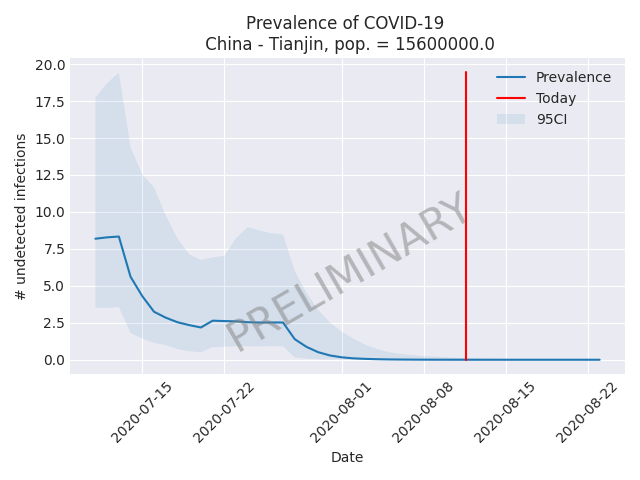 Prevalence of COVID-19
China - Tianjin, pop. = 15600000.0
20.0
17.5
15.0
12.5
10.0
7.5
5.0
2.5
0.0
# undetected infections
Prevalence
Today
95CI
PRELIMINARY
2020-07-15
2020-07-22
2020-08-01
2020-08-08
2020-08-15
2020-08-22
Date